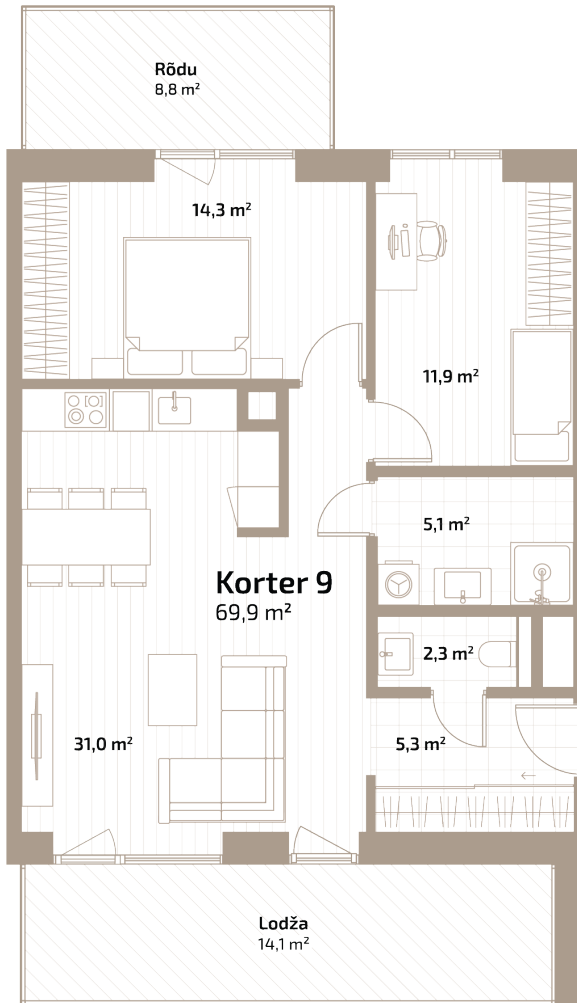 Rõdu
8,8 m²
14,3 m²
11,9 m²
5,1 m²
Korter 9
69,9 m²
2,3 m²
31,0 m²
5,3 m²
Lodža
14,1 m²